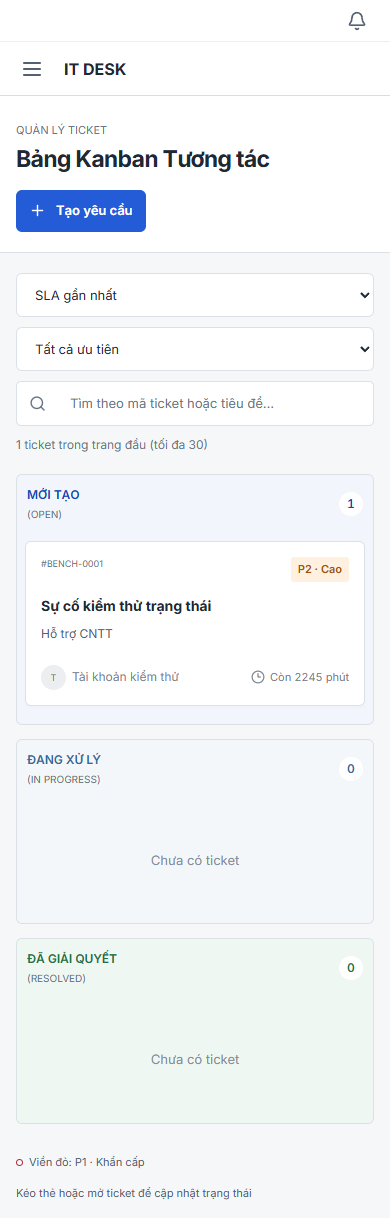 IT DESK
QUẢN LÝ TICKET
Bảng Kanban Tương tác
Tạo yêu cầu
SLA gần nhất
Tất cả ưu tiên
Tìm theo mã ticket hoặc tiêu đề...
1 ticket trong trang đầu (tối đa 30)
MỚI TẠO
(OPEN)
1
#BENCH-0001
P2 · Cao
Sự cố kiểm thử trạng thái
Hỗ trợ CNTT
T
Tài khoản kiểm thử
Còn 2245 phút
ĐANG XỬ LÝ
(IN PROGRESS)
0
Chưa có ticket
ĐÃ GIẢI QUYẾT
(RESOLVED)
0
Chưa có ticket
Viền đỏ: P1 · Khẩn cấp
Kéo thẻ hoặc mở ticket để cập nhật trạng thái